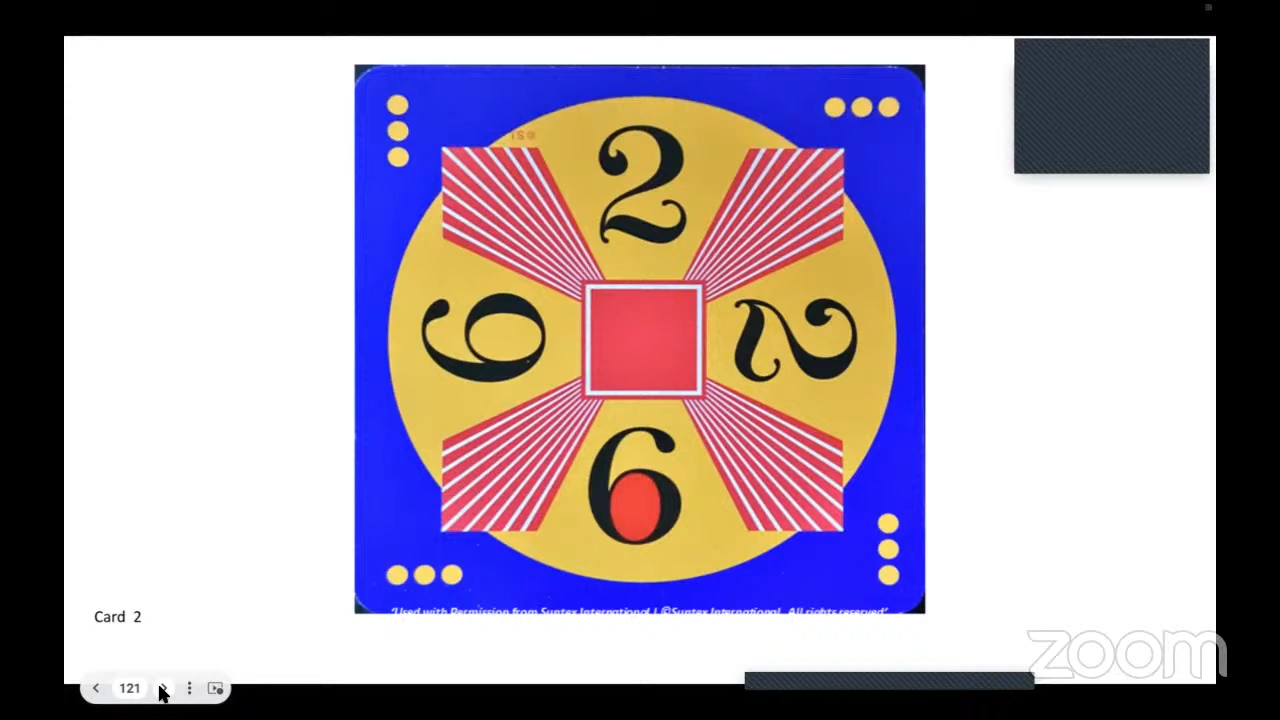 ®SI
2
9
2
6
'Used with Permission from Suntex International | ©Suntex International. All rights reserved'
Card 2
zoom
121